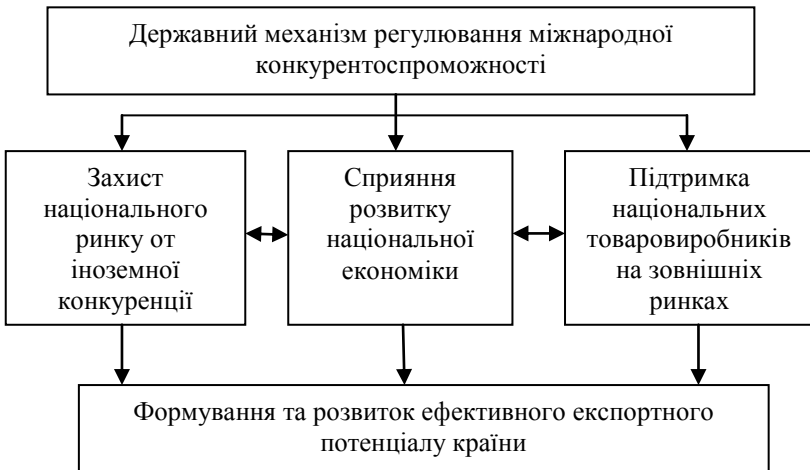 Державний механізм регулювання міжнародної
конкурентоспроможності
Захист
національного
ринку от
іноземної
конкуренції
Сприяння
розвитку
національної
економіки
Підтримка
національних
товаровиробників
на зовнішніх
ринках
Формування та розвиток ефективного експортного
потенціалу країни